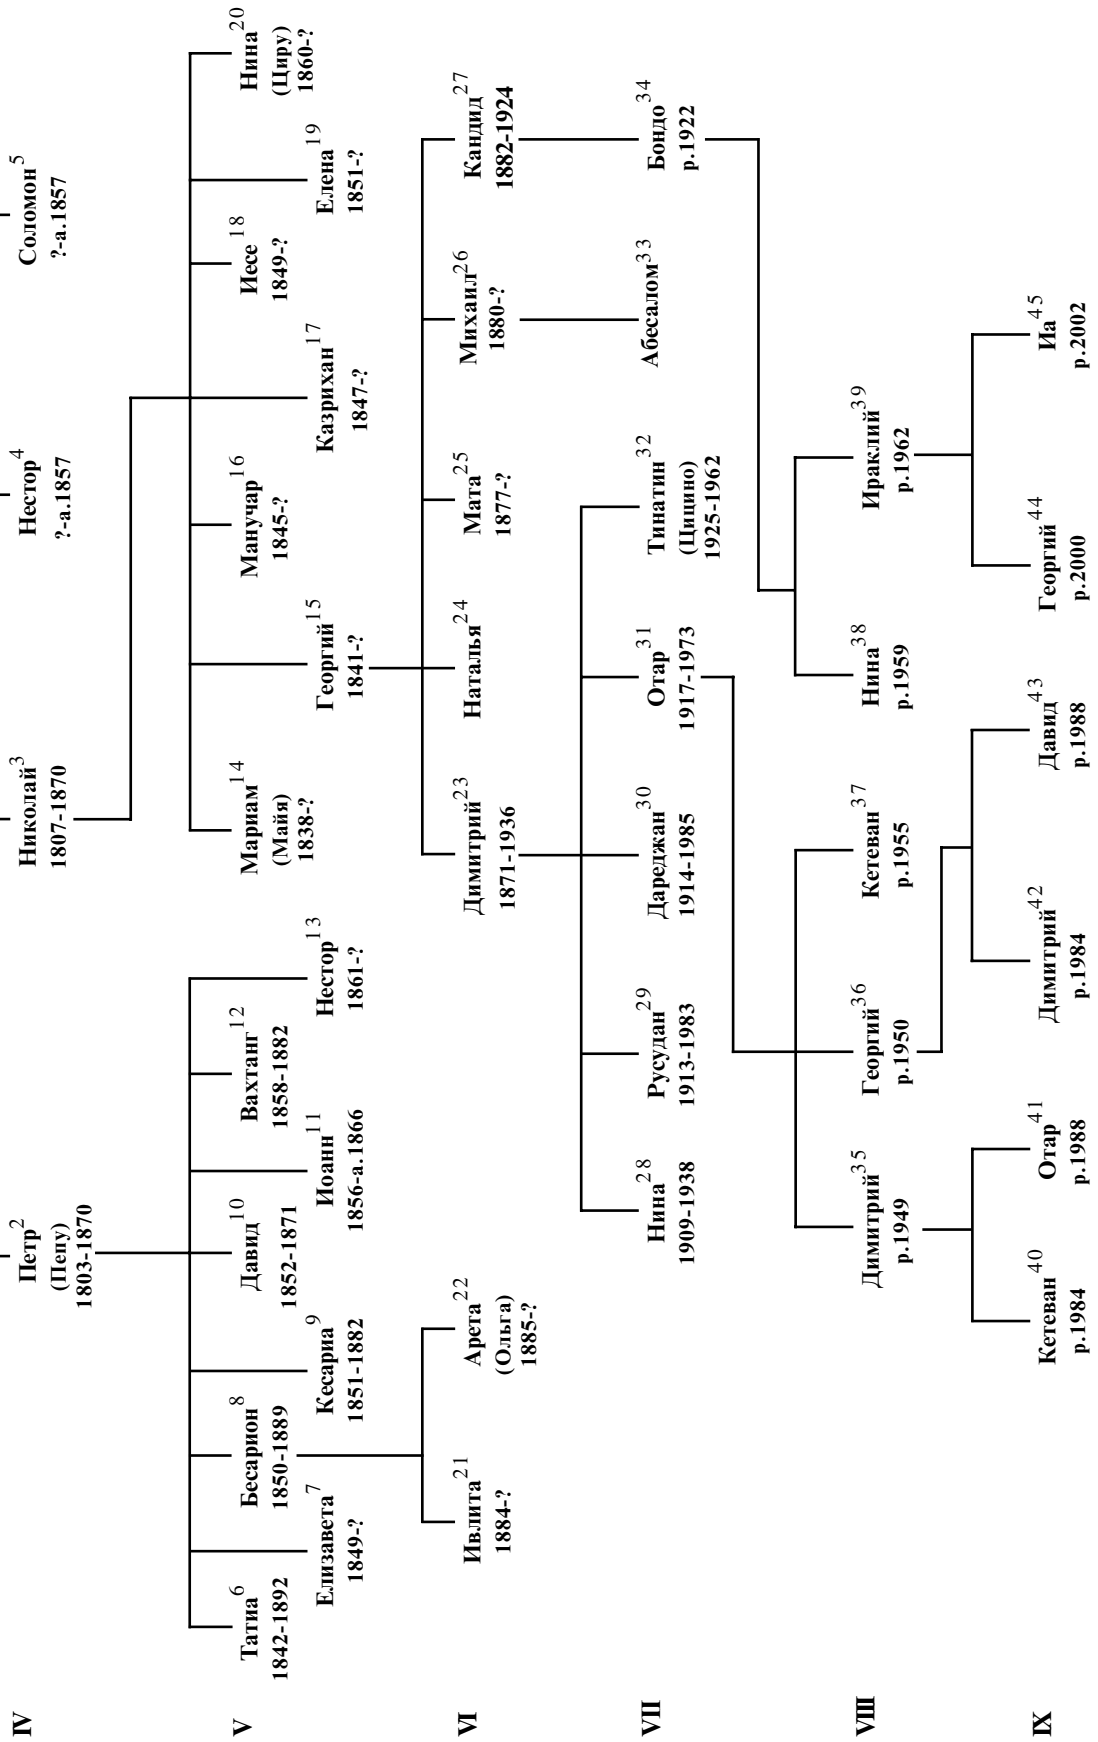 IV
Петр2
(Пепу)
1803-1870
Николай3
1807-1870
Нестор4
?-а.1857
Соломон5
?-а.1857
V
Татиа6
1842-1892
Елизавета7
1849-?
Бесарион8
1850-1889
Кесариа9
1851-1882
Давид10
1852-1871
Иоанн11
1856-а.1866
Вахтанг12
1858-1882
Нестор13
1861-?
Мариам14
(Майя)
1838-?
Георгий15
1841-?
Манучар16
1845-?
Казрихан17
1847-?
Иесе18
1849-?
Елена19
1851-?
Нина20
(Циру)
1860-?
VI
Ивлита21
1884-?
Арета22
(Ольга)
1885-?
Димитрий23
1871-1936
Наталья24
Мата25
1877-?
Михаил26
1880-?
Кандид27
1882-1924
VII
Нина28
1909-1938
Русудан29
1913-1983
Дареджан30
1914-1985
Отар31
1917-1973
Тинатин32
(Цицино)
1925-1962
Абесалом33
Бондо34
р.1922
VIII
Димитрий35
р.1949
Георгий36
р.1950
Кетеван37
р.1955
Нина38
р.1959
Ираклий39
р.1962
IX
Кетеван40
р.1984
Отар41
р.1988
Димитрий42
р.1984
Давид43
р.1988
Георгий44
р.2000
Иа45
р.2002